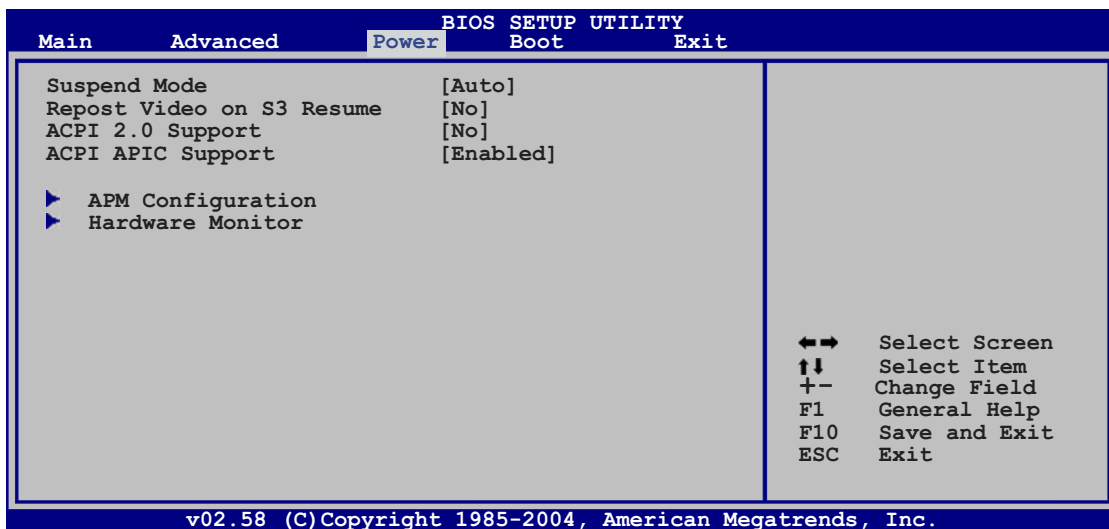 BIOS SETUP UTILITY
Main Advanced Power Boot Exit
Suspend Mode [Auto]
Repost Video on S3 Resume [No]
ACPI 2.0 Support [No]
ACPI APIC Support [Enabled]
APM Configuration
Hardware Monitor
Select Screen
Select Item
+- Change Field
F1 General Help
F10 Save and Exit
ESC Exit
v02.58 (C)Copyright 1985-2004, American Megatrends, Inc.